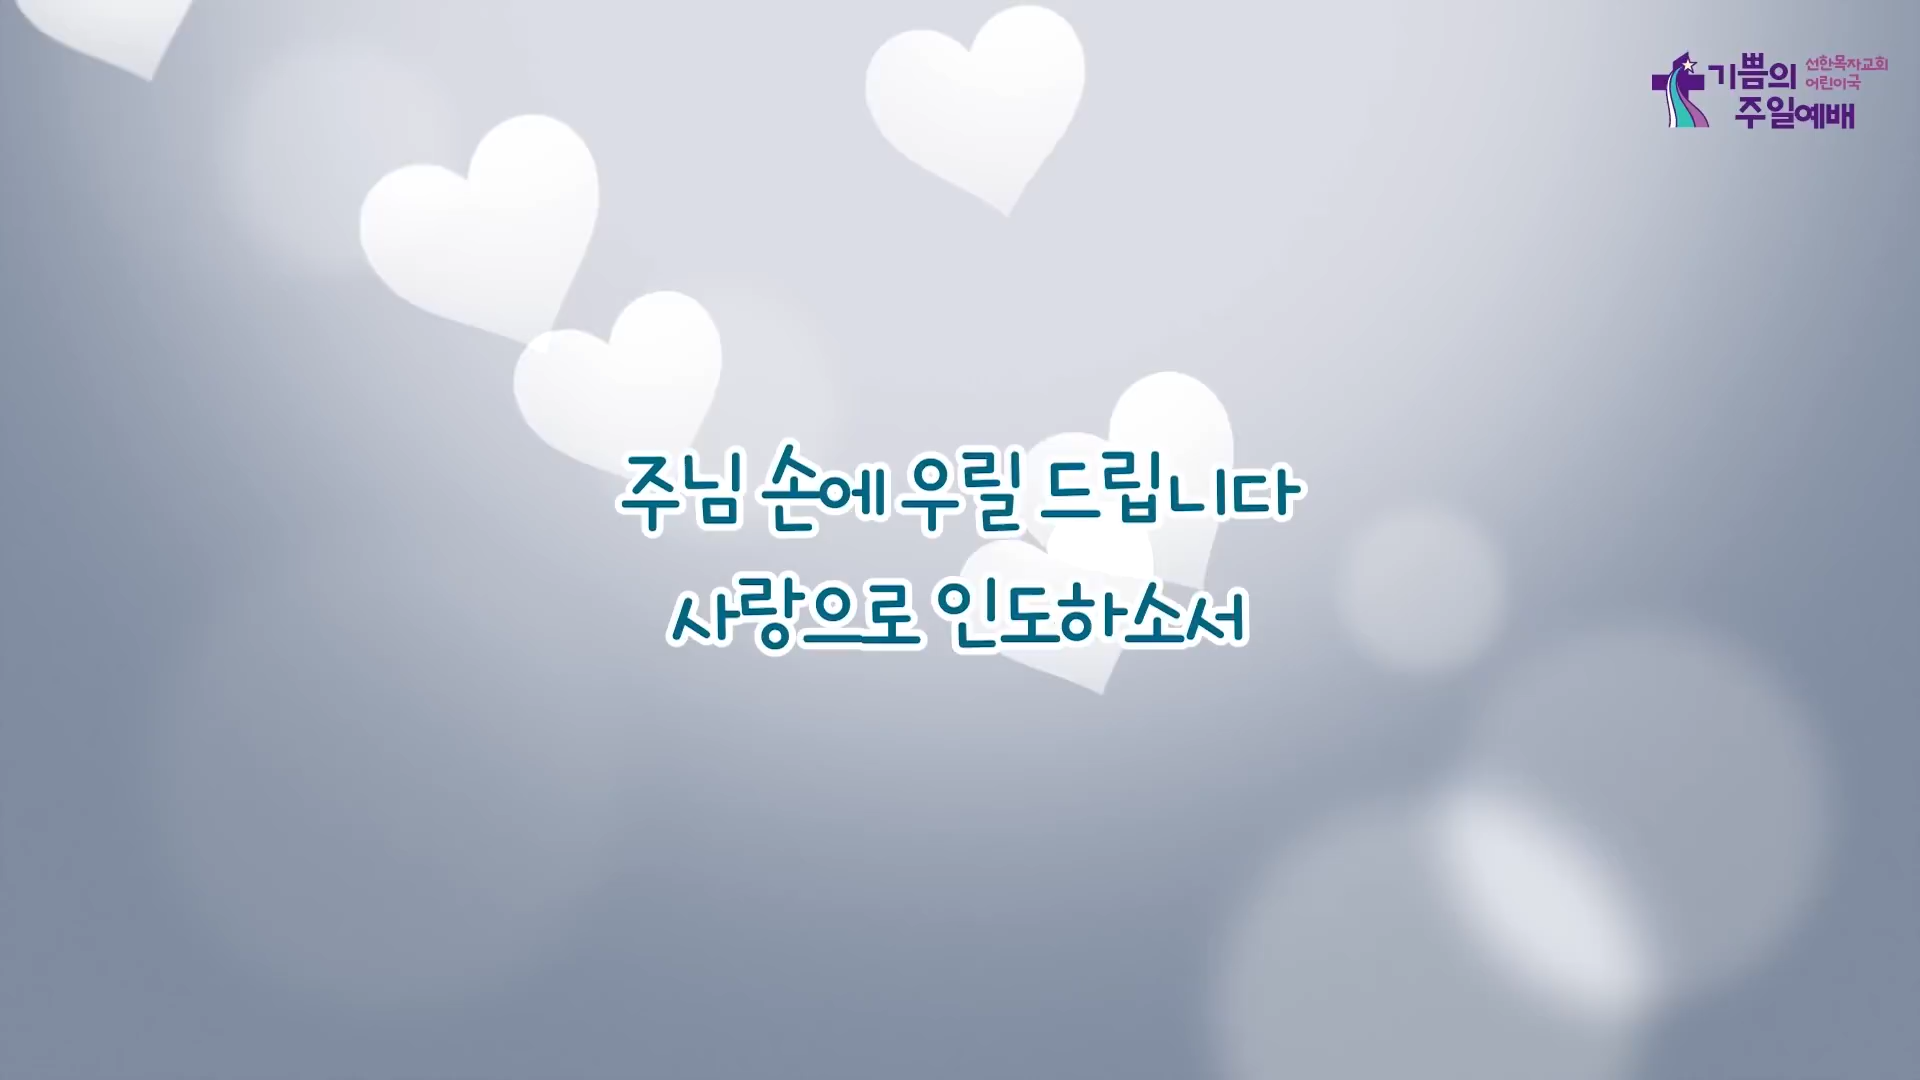 기쁨의 선한목자교회
어린이국
주일예배
주님 손에 우릴 드립니다
사랑으로 인도하소서